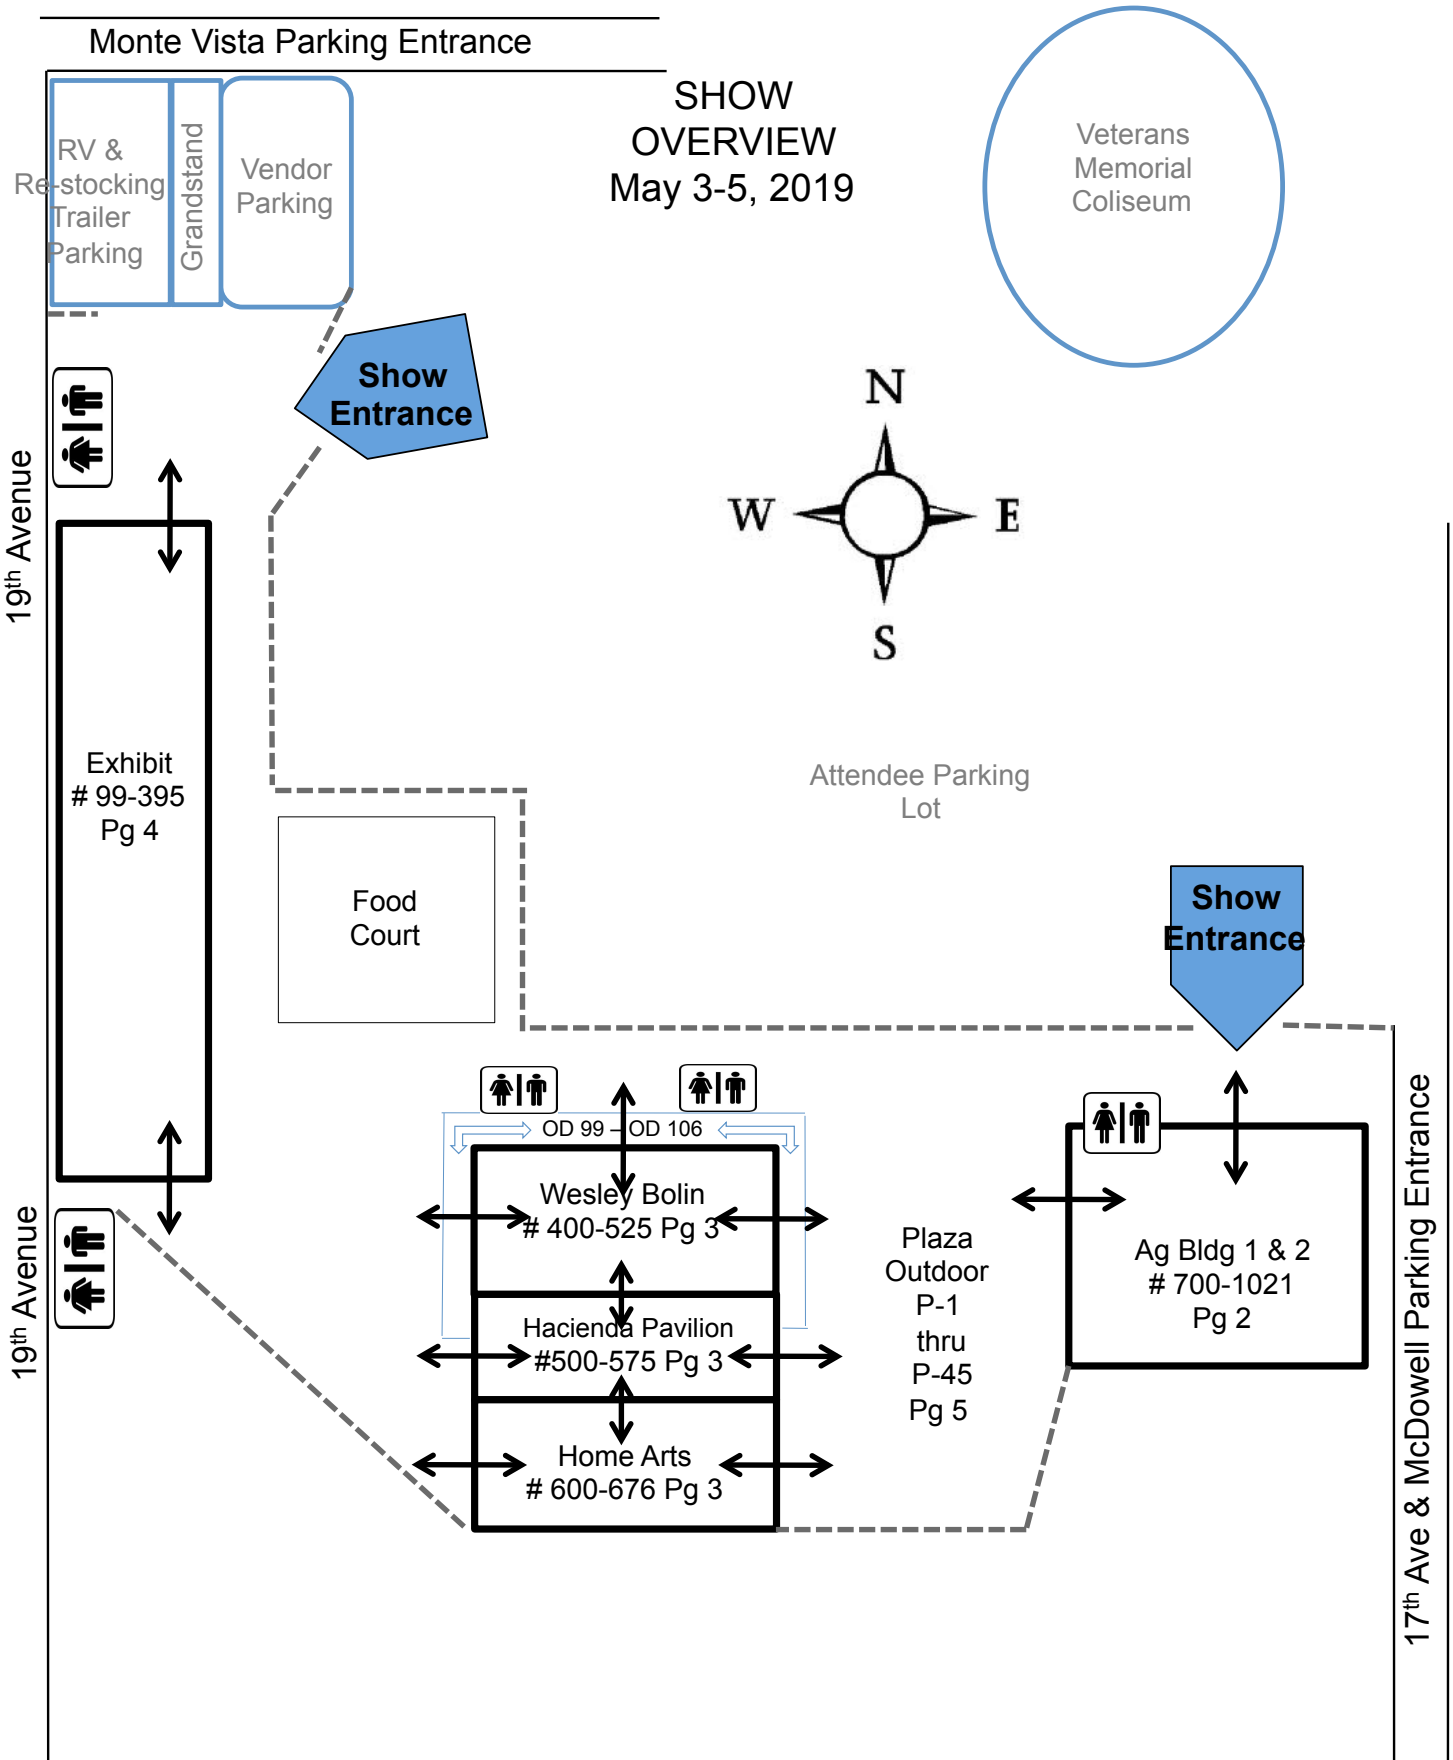 Monte Vista Parking Entrance
SHOW
OVERVIEW
May 3-5, 2019
RV &
Re-stocking
Trailer
Parking
Grandstand
Vendor
Parking
Veterans
Memorial
Coliseum
Show
Entrance
N
W
E
S
19th Avenue
Exhibit
# 99-395
Pg 4
Attendee Parking
Lot
Food
Court
Show
Entrance
OD 99 – OD 106
Wesley Bolin
# 400-525 Pg 3
Hacienda Pavilion
#500-575 Pg 3
Home Arts
# 600-676 Pg 3
Plaza
Outdoor
P-1
thru
P-45
Pg 5
Ag Bldg 1 & 2
# 700-1021
Pg 2
19th Avenue
17th Ave & McDowell Parking Entrance